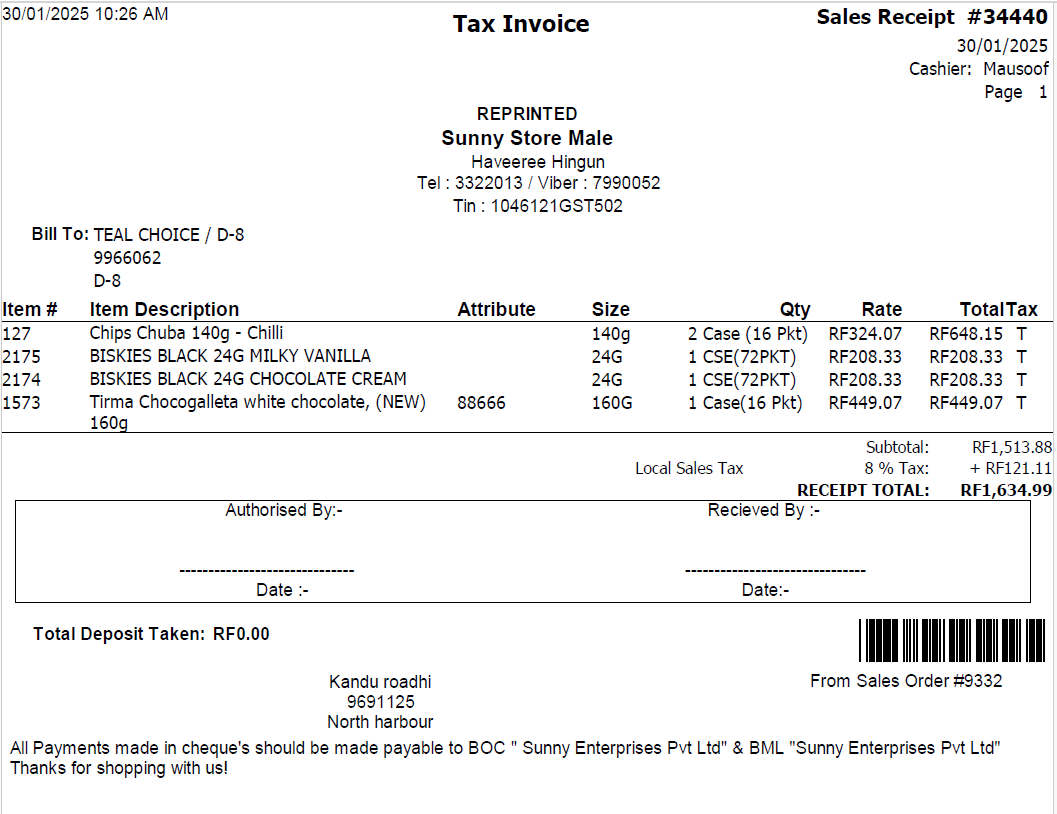 30/01/2025 10:26 AM
Tax Invoice
Sales Receipt #34440
30/01/2025
Cashier: Mausoof
Page 1
REPRINTED
Sunny Store Male
Haveeree Hingun
Tel : 3322013 / Viber : 7990052
Tin : 1046121GST502
Bill To: TEAL CHOICE / D-8
9966062
D-8
Item # Item Description Attribute Size Qty Rate Total Tax
127 Chips Chuba 140g - Chilli 140g 2 Case (16 Pkt) RF324.07 RF648.15 T
2175 BISKIES BLACK 24G MILKY VANILLA 24G 1 CSE(72PKT) RF208.33 RF208.33 T
2174 BISKIES BLACK 24G CHOCOLATE CREAM 24G 1 CSE(72PKT) RF208.33 RF208.33 T
1573 Tirma Chocogalleta white chocolate, (NEW) 88666 160G 1 Case(16 Pkt) RF449.07 RF449.07 T
160g
Subtotal: RF1,513.88
Local Sales Tax 8 % Tax: + RF121.11
RECEIPT TOTAL: RF1,634.99
Authorised By:- Recieved By :-
------------------------------ -------------------------------
Date :- Date:-
Total Deposit Taken: RF0.00
From Sales Order #9332
Kandu roadhi
9691125
North harbour
All Payments made in cheque's should be made payable to BOC " Sunny Enterprises Pvt Ltd" & BML "Sunny Enterprises Pvt Ltd"
Thanks for shopping with us!